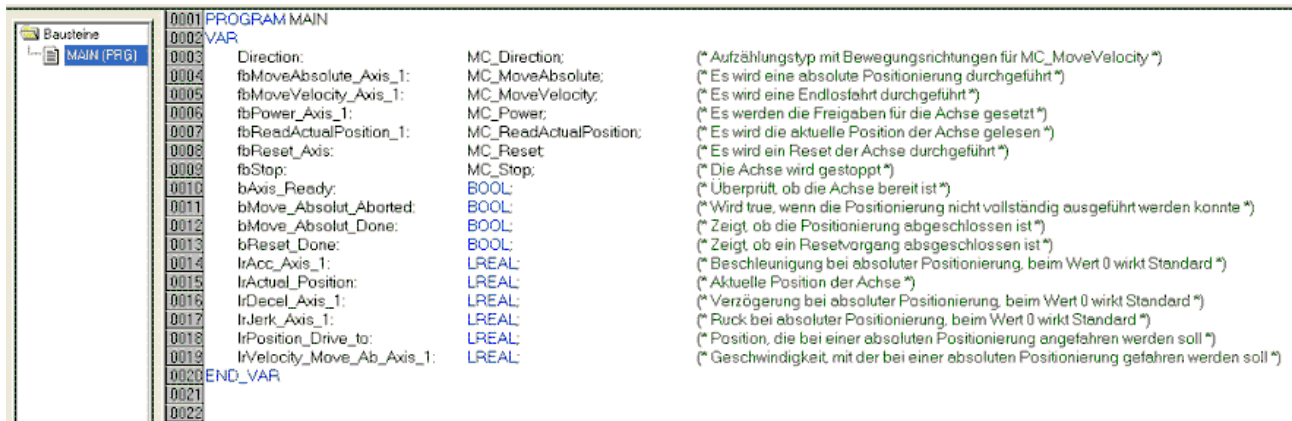 Bausteine
MAIN (PRG)
0001 PROGRAM MAIN
0002 VAR
0003 Direction: MC_Direction; (* Aufzählungstyp mit Bewegungsrichtungen für MC_MoveVelocity *)
0004 fbMoveAbsolute_Axis_1: MC_MoveAbsolute; (* Es wird eine absolute Positionierung durchgeführt *)
0005 fbMoveVelocity_Axis_1: MC_MoveVelocity; (* Es wird eine Endlosfahrt durchgeführt *)
0006 fbPower_Axis_1: MC_Power; (* Es werden die Freigaben für die Achse gesetzt *)
0007 fbReadActualPosition_1: MC_ReadActualPosition; (* Es wird die aktuelle Position der Achse gelesen *)
0008 fbReset_Axis: MC_Reset; (* Es wird ein Reset der Achse durchgeführt *)
0009 fbStop: MC_Stop; (* Die Achse wird gestoppt *)
0010 bAxis_Ready: BOOL; (* Überprüft, ob die Achse bereit ist *)
0011 bMove_Absolut_Aborted: BOOL; (* Wird true, wenn die Positionierung nicht vollständig ausgeführt werden konnte *)
0012 bMove_Absolut_Done: BOOL; (* Zeigt, ob die Positionierung abgeschlossen ist *)
0013 bReset_Done: BOOL; (* Zeigt, ob ein Resetvorgang absgeschlossen ist *)
0014 lrAcc_Axis_1: LREAL; (* Beschleunigung bei absoluter Positionierung, beim Wert 0 wirkt Standard *)
0015 lrActual_Position: LREAL; (* Aktuelle Position der Achse *)
0016 lrDecel_Axis_1: LREAL; (* Verzögerung bei absoluter Positionierung, beim Wert 0 wirkt Standard *)
0017 lrJerk_Axis_1: LREAL; (* Ruck bei absoluter Positionierung, beim Wert 0 wirkt Standard *)
0018 lrPosition_Drive_to: LREAL; (* Position, die bei einer absoluten Positionierung angefahren werden soll *)
0019 lrVelocity_Move_Ab_Axis_1: LREAL; (* Geschwindigkeit, mit der bei einer absoluten Positionierung gefahren werden soll *)
0020 END_VAR
0021
0022